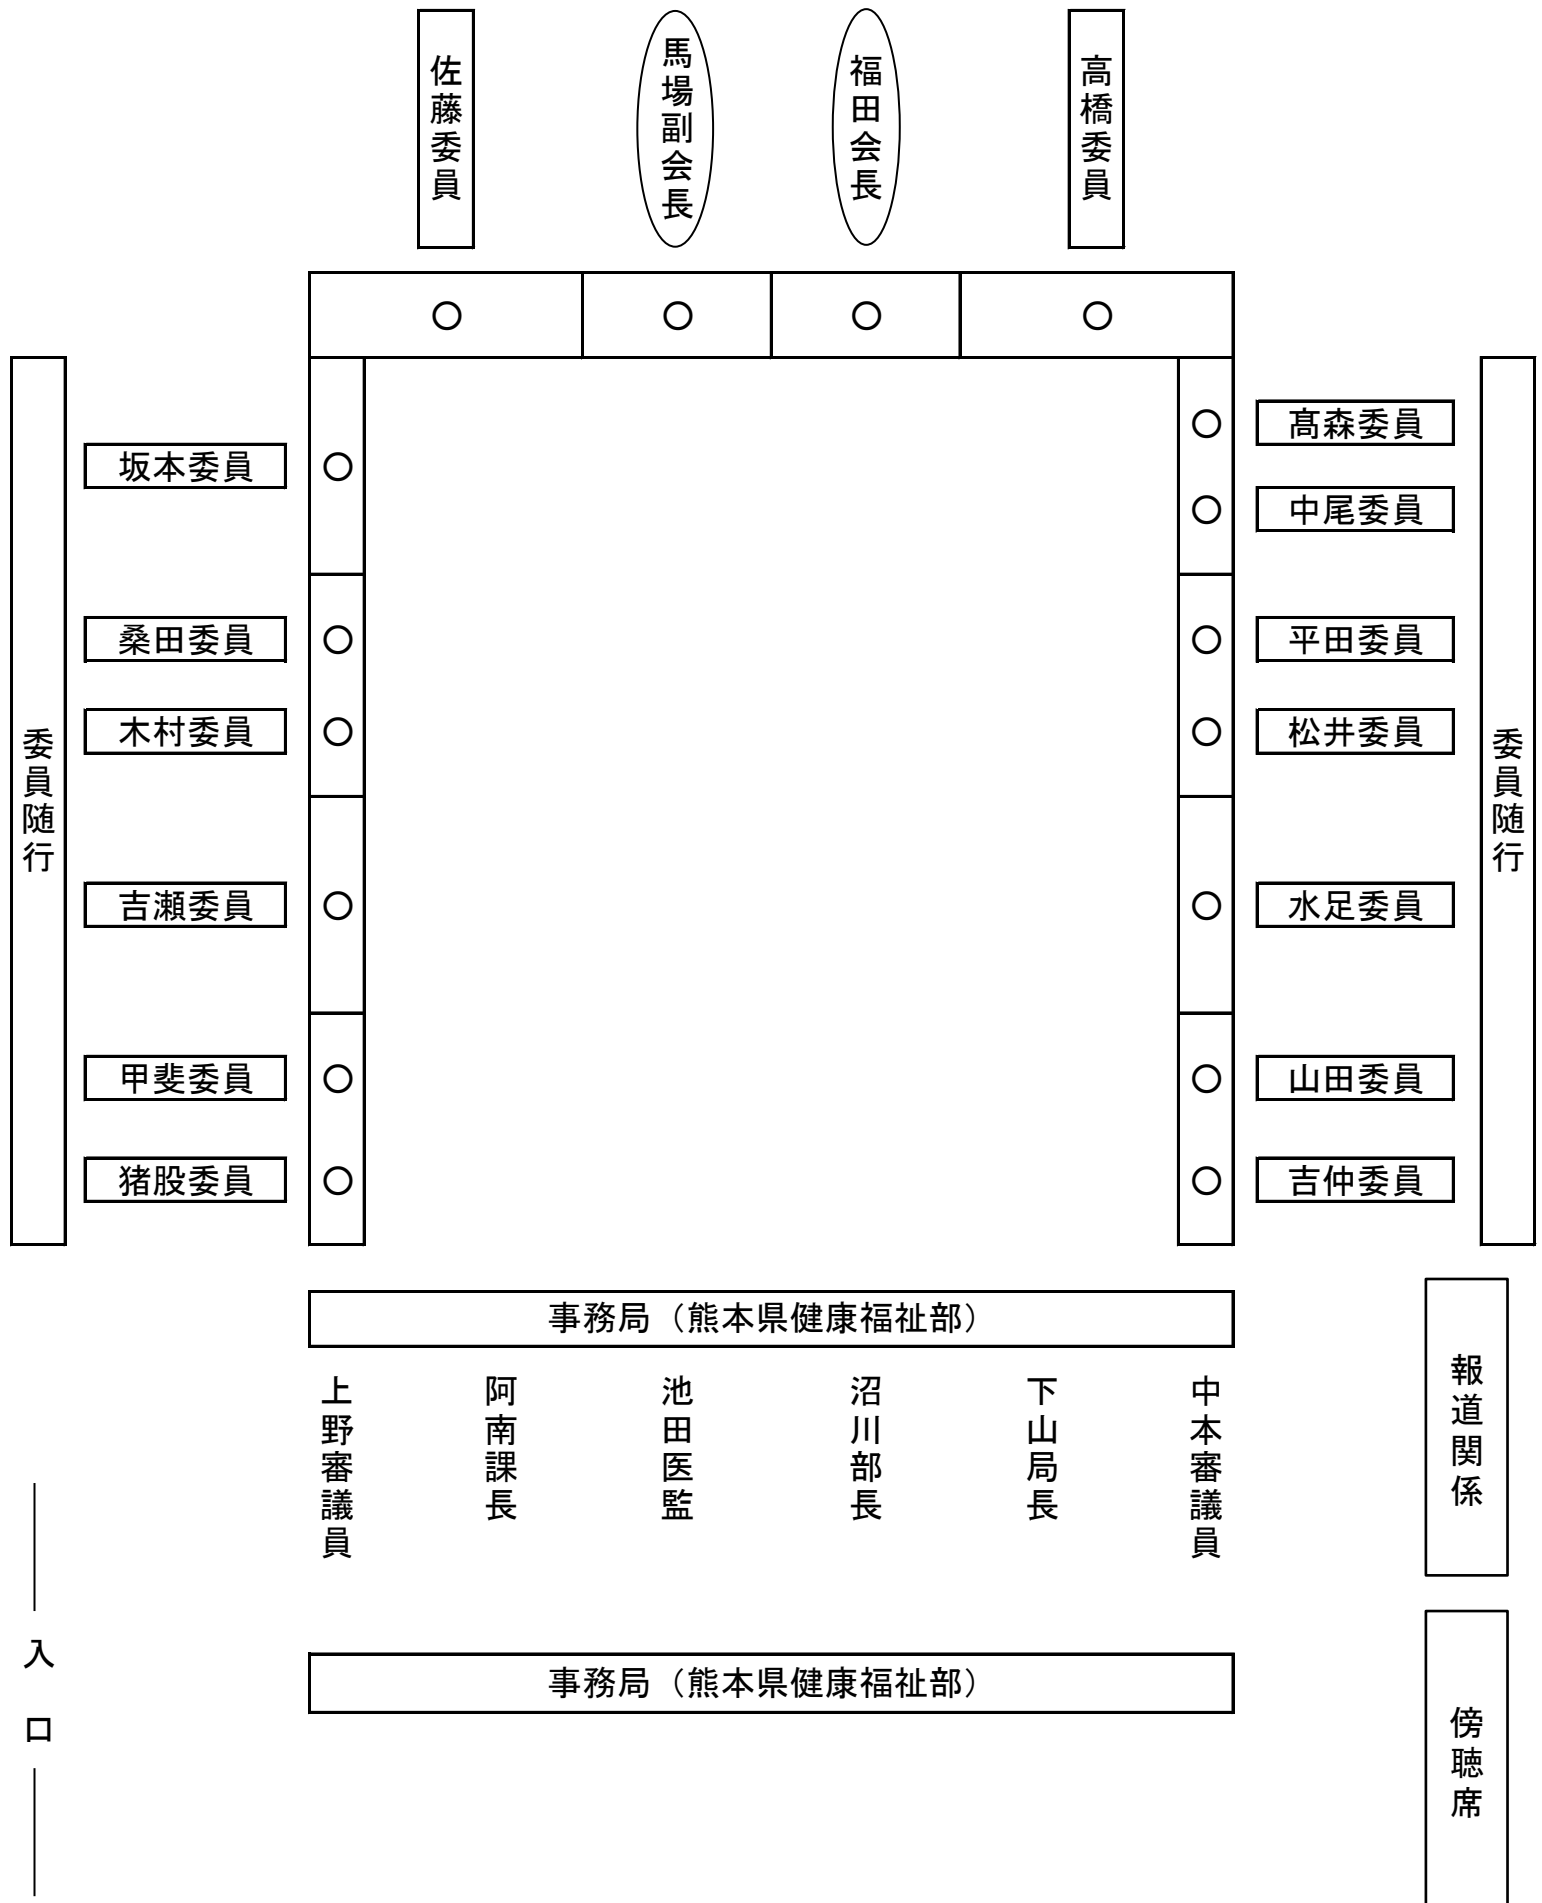 佐藤委員
馬場副会長
福田会長
高橋委員
○ ○ ○ ○
委員随行
坂本委員 ○
桑田委員 ○
木村委員 ○
吉瀬委員 ○
甲斐委員 ○
猪股委員 ○
○ 髙森委員
○ 中尾委員
○ 平田委員
○ 松井委員
○ 水足委員
○ 山田委員
○ 吉仲委員
委員随行
事務局（熊本県健康福祉部）
上野審議員
阿南課長
池田医監
沼川部長
下山局長
中本審議員
報道関係
入口
事務局（熊本県健康福祉部）
傍聴席